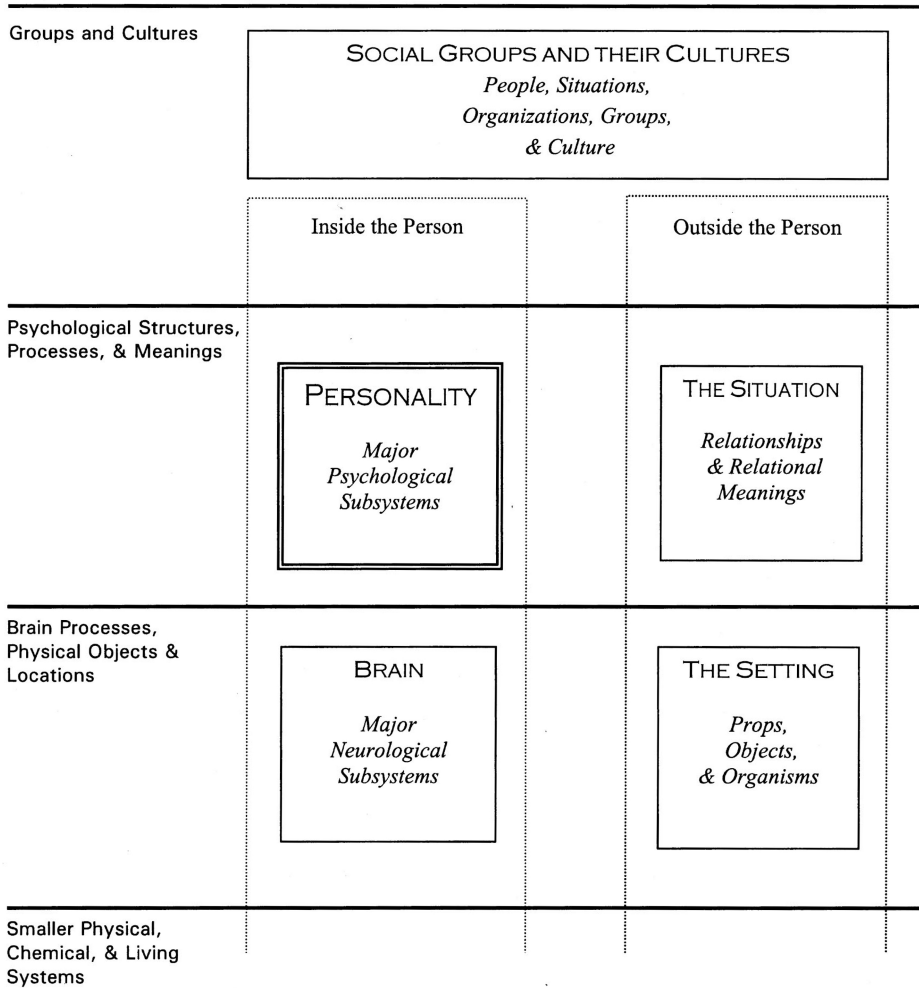 Groups and Cultures
SOCIAL GROUPS AND THEIR CULTURES
People, Situations,
Organizations, Groups,
& Culture
Inside the Person
Outside the Person
Psychological Structures,
Processes, & Meanings
PERSONALITY
Major
Psychological
Subsystems
THE SITUATION
Relationships
& Relational
Meanings
Brain Processes,
Physical Objects &
Locations
BRAIN
Major
Neurological
Subsystems
THE SETTING
Props,
Objects,
& Organisms
Smaller Physical,
Chemical, & Living
Systems